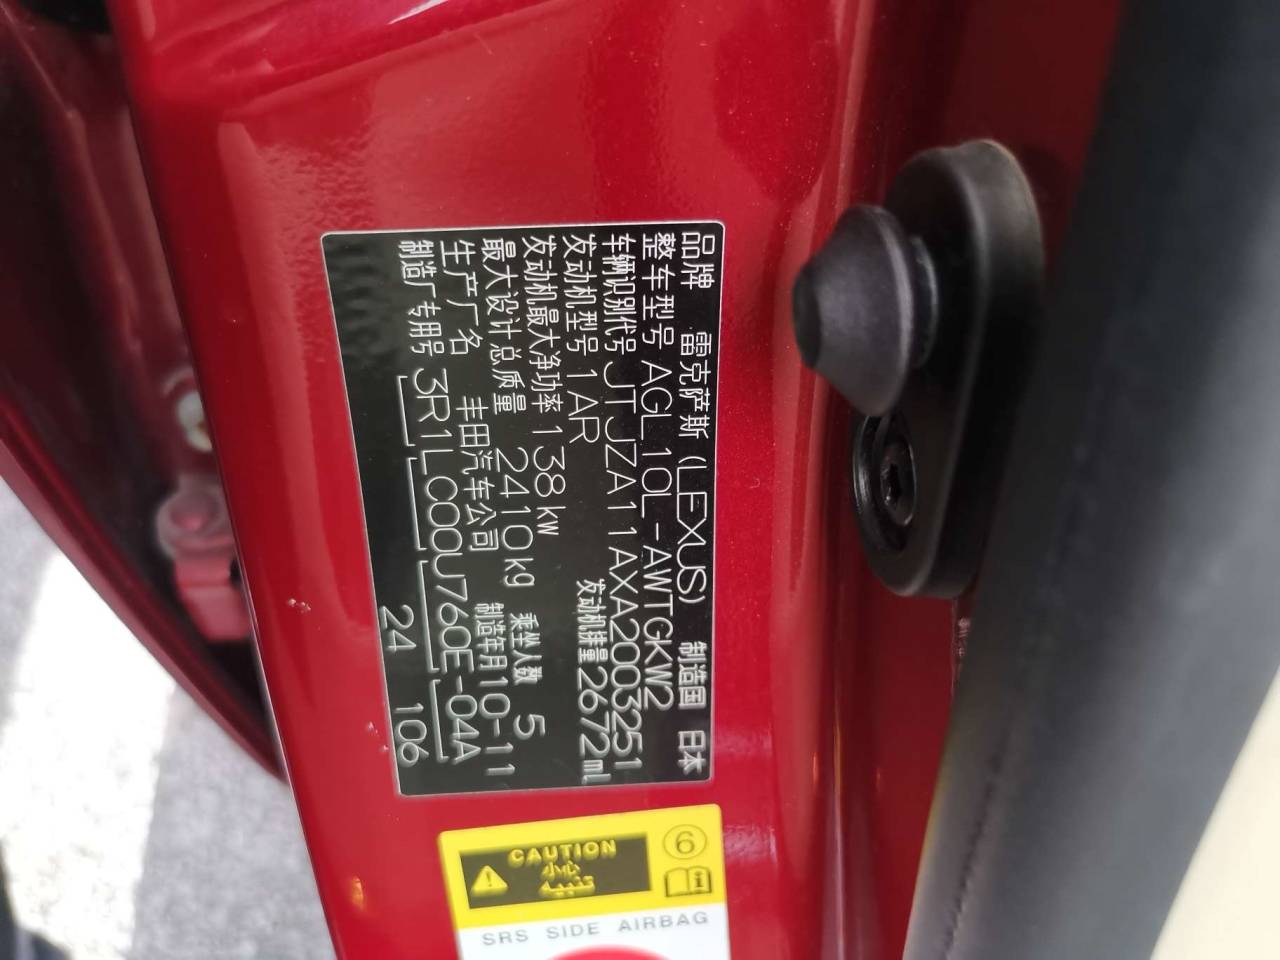 品牌 雷克萨斯 (LEXUS) 制造国 日本
整车型号 AGL10L-AWTGKW2
车辆识别代号 JTJZA11AXA2003251
发动机型号 1AR 发动机排量 2672mL
发动机最大净功率 138kw
最大设计总质量 2410kg 乘坐人数 5
生产厂名 丰田汽车公司 制造年月 10-11
制造厂专用号 3R1LC00U760E-04A
24 106
6
CAUTION
小心
تنبيه
SRS SIDE AIRBAG